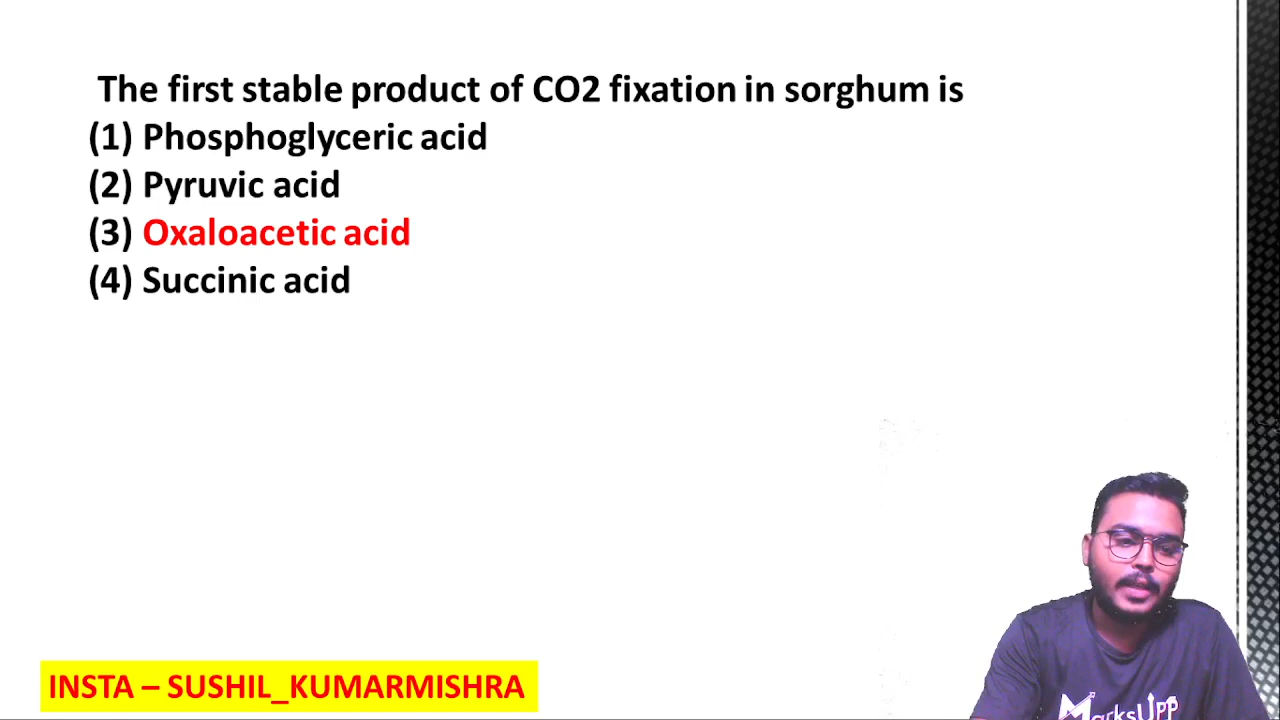 The first stable product of CO2 fixation in sorghum is
(1) Phosphoglyceric acid
(2) Pyruvic acid
(3) Oxaloacetic acid
(4) Succinic acid
INSTA – SUSHIL_KUMARMISHRA
MarksUpp